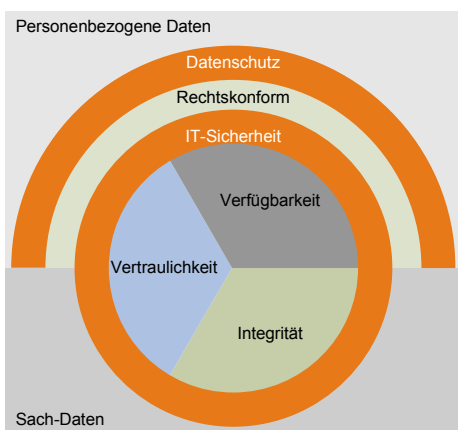 Personenbezogene Daten
Datenschutz
Rechtskonform
IT-Sicherheit
Verfügbarkeit
Vertraulichkeit
Integrität
Sach-Daten